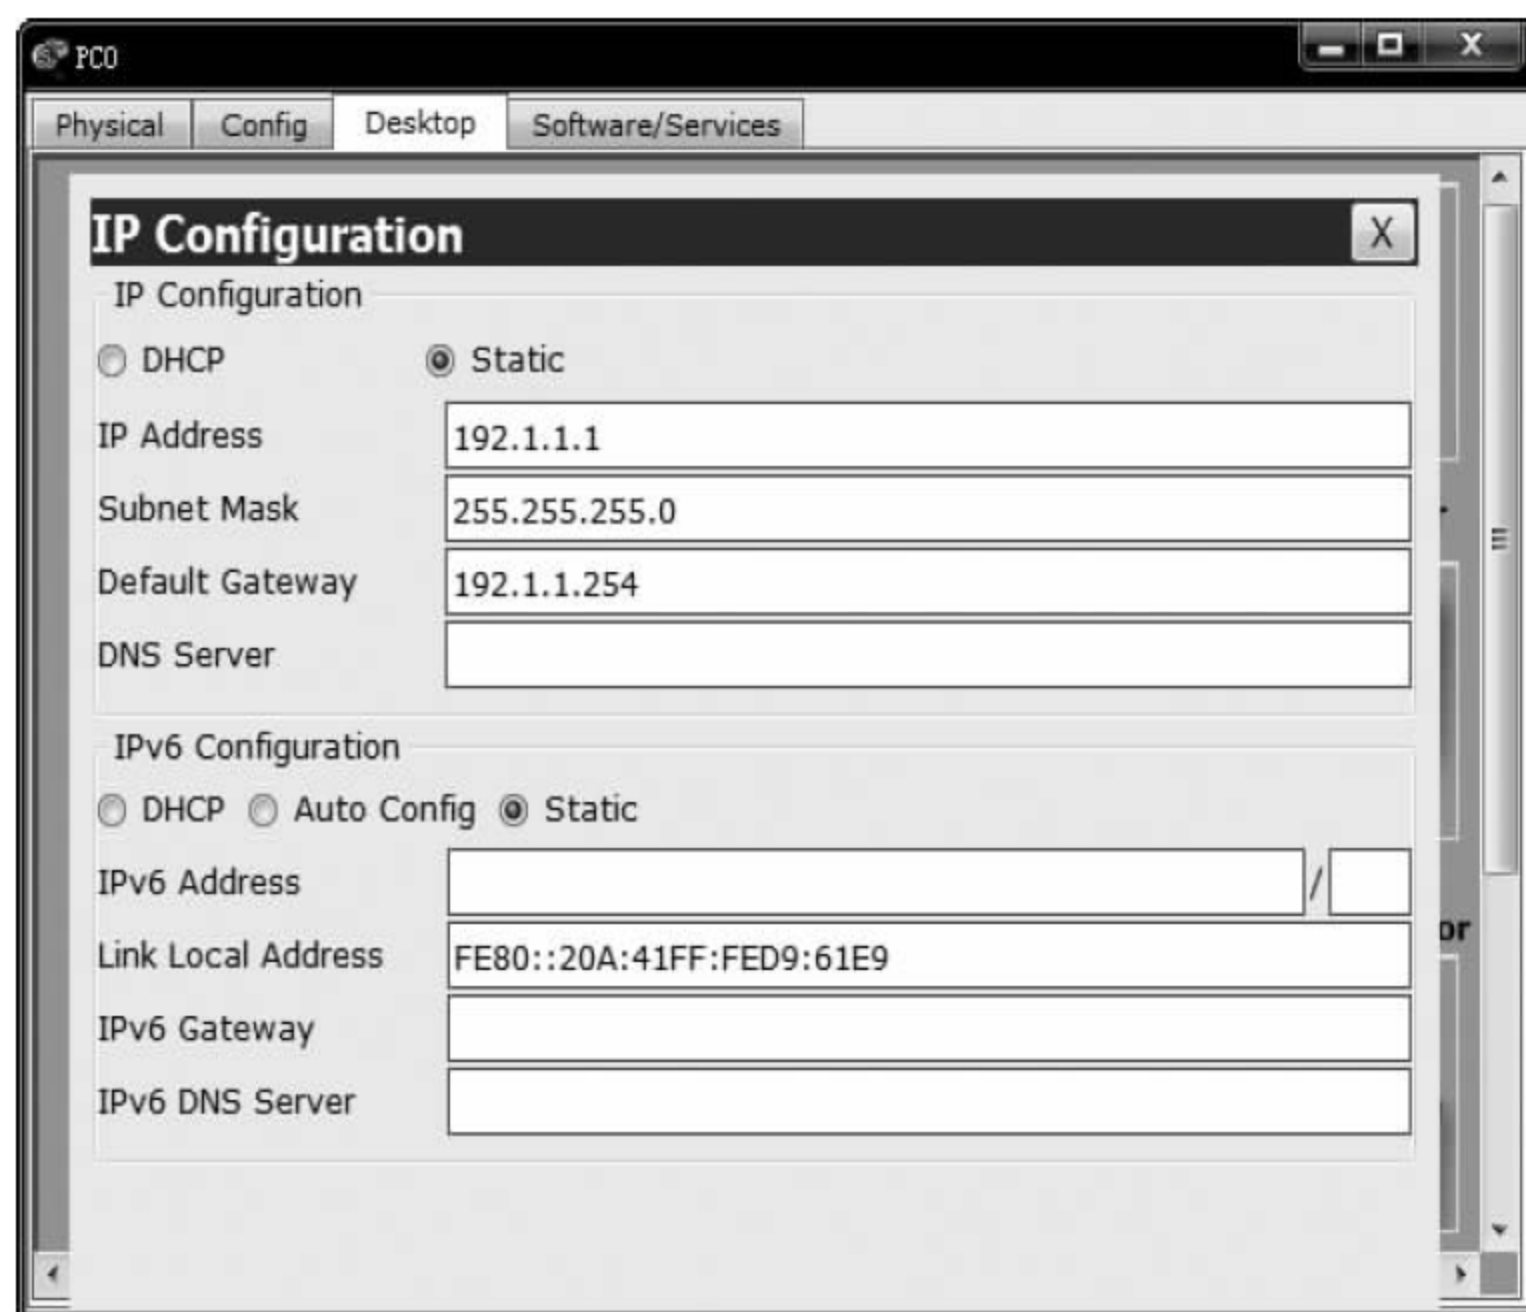 PC0
X
Physical Config Desktop Software/Services
IP Configuration X
IP Configuration
DHCP Static
IP Address 192.1.1.1
Subnet Mask 255.255.255.0
Default Gateway 192.1.1.254
DNS Server
IPv6 Configuration
DHCP Auto Config Static
IPv6 Address /
or
Link Local Address FE80::20A:41FF:FED9:61E9
IPv6 Gateway
IPv6 DNS Server